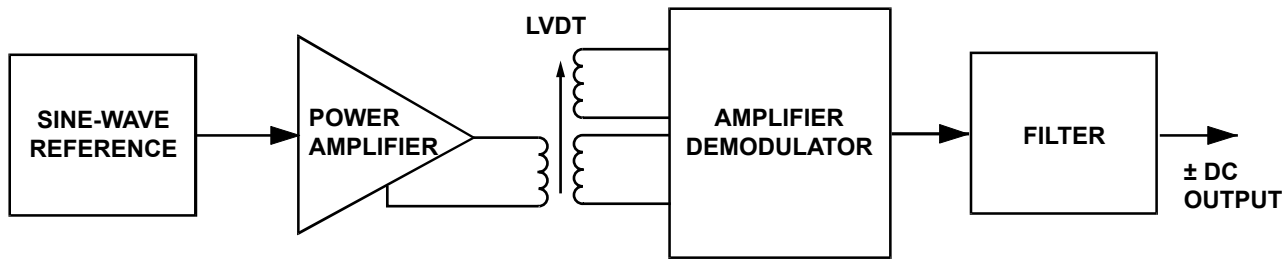 LVDT
SINE-WAVE
REFERENCE
POWER
AMPLIFIER
AMPLIFIER
DEMODULATOR
FILTER
± DC
OUTPUT